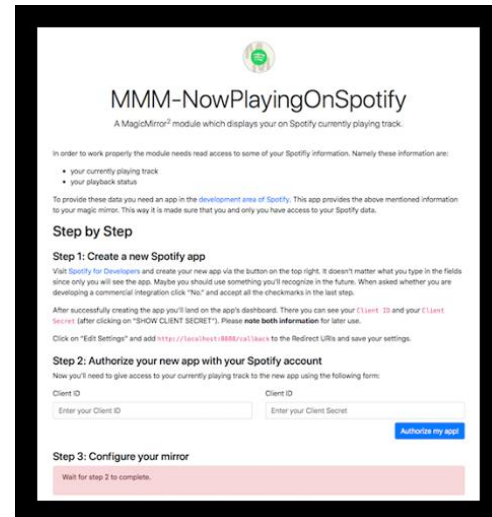 MMM-NowPlayingOnSpotify
A MagicMirror² module which displays your on Spotify currently playing track.
In order to work properly the module needs read access to some of your Spotifiy information. Namely these information are:
• your currently playing track
• your playback status
To provide these data you need an app in the development area of Spotify. This app provides the above mentioned information
to your magic mirror. This way it is made sure that you and only you have access to your Spotify data.
Step by Step
Step 1: Create a new Spotify app
Visit Spotify for Developers and create your new app via the button on the top right. It doesn't matter what you type in the fields
since only you will see the app. Maybe you should use something you'll recognize in the future. When asked whether you are
developing a commercial integration click "No." and accept all the checkmarks in the last step.
After successfully creating the app you'll land on the app's dashboard. There you can see your Client ID and your Client
Secret (after clicking on "SHOW CLIENT SECRET"). Please note both information for later use.
Click on "Edit Settings" and add http://localhost:8888/callback to the Redirect URIs and save your settings.
Step 2: Authorize your new app with your Spotify account
Now you'll need to give access to your currently playing track to the new app using the following form:
Client ID Client ID
Enter your Client ID Enter your Client Secret
Authorize my app!
Step 3: Configure your mirror
Wait for step 2 to complete.